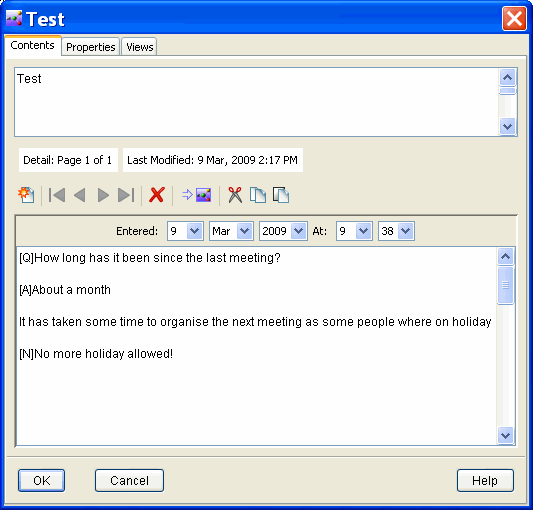 Test
Contents Properties Views
Test
Detail: Page 1 of 1 Last Modified: 9 Mar, 2009 2:17 PM
Entered: 9 Mar 2009 At: 9 38
[Q]How long has it been since the last meeting?
[A]About a month
It has taken some time to organise the next meeting as some people where on holiday
[N]No more holiday allowed!
OK Cancel Help